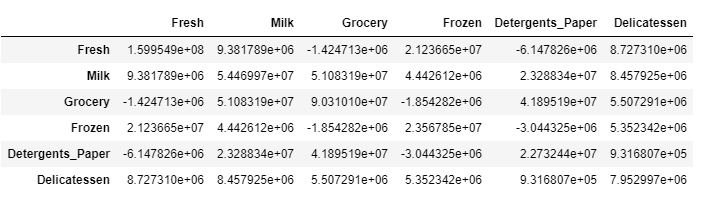 Fresh Milk Grocery Frozen Detergents_Paper Delicatessen
Fresh 1.599549e+08 9.381789e+06 -1.424713e+06 2.123665e+07 -6.147826e+06 8.727310e+06
Milk 9.381789e+06 5.446997e+07 5.108319e+07 4.442612e+06 2.328834e+07 8.457925e+06
Grocery -1.424713e+06 5.108319e+07 9.031010e+07 -1.854282e+06 4.189519e+07 5.507291e+06
Frozen 2.123665e+07 4.442612e+06 -1.854282e+06 2.356785e+07 -3.044325e+06 5.352342e+06
Detergents_Paper -6.147826e+06 2.328834e+07 4.189519e+07 -3.044325e+06 2.273244e+07 9.316807e+05
Delicatessen 8.727310e+06 8.457925e+06 5.507291e+06 5.352342e+06 9.316807e+05 7.952997e+06